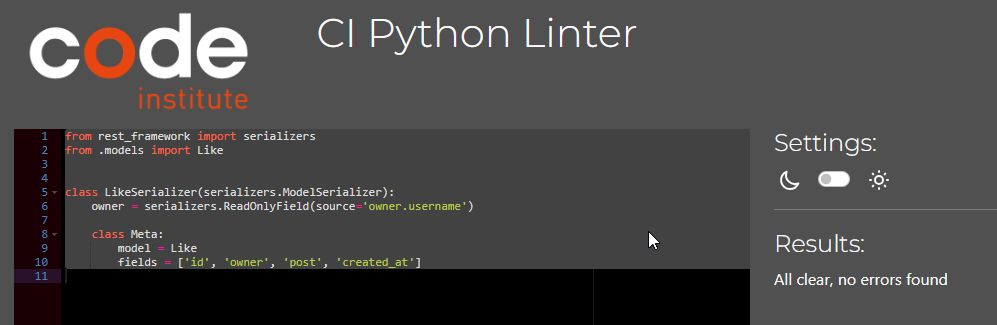 code
institute
CI Python Linter
1 from rest_framework import serializers
2 from .models import Like
3
4
5 class LikeSerializer(serializers.ModelSerializer):
6     owner = serializers.ReadOnlyField(source='owner.username')
7
8     class Meta:
9         model = Like
10         fields = ['id', 'owner', 'post', 'created_at']
11
Settings:
Results:
All clear, no errors found